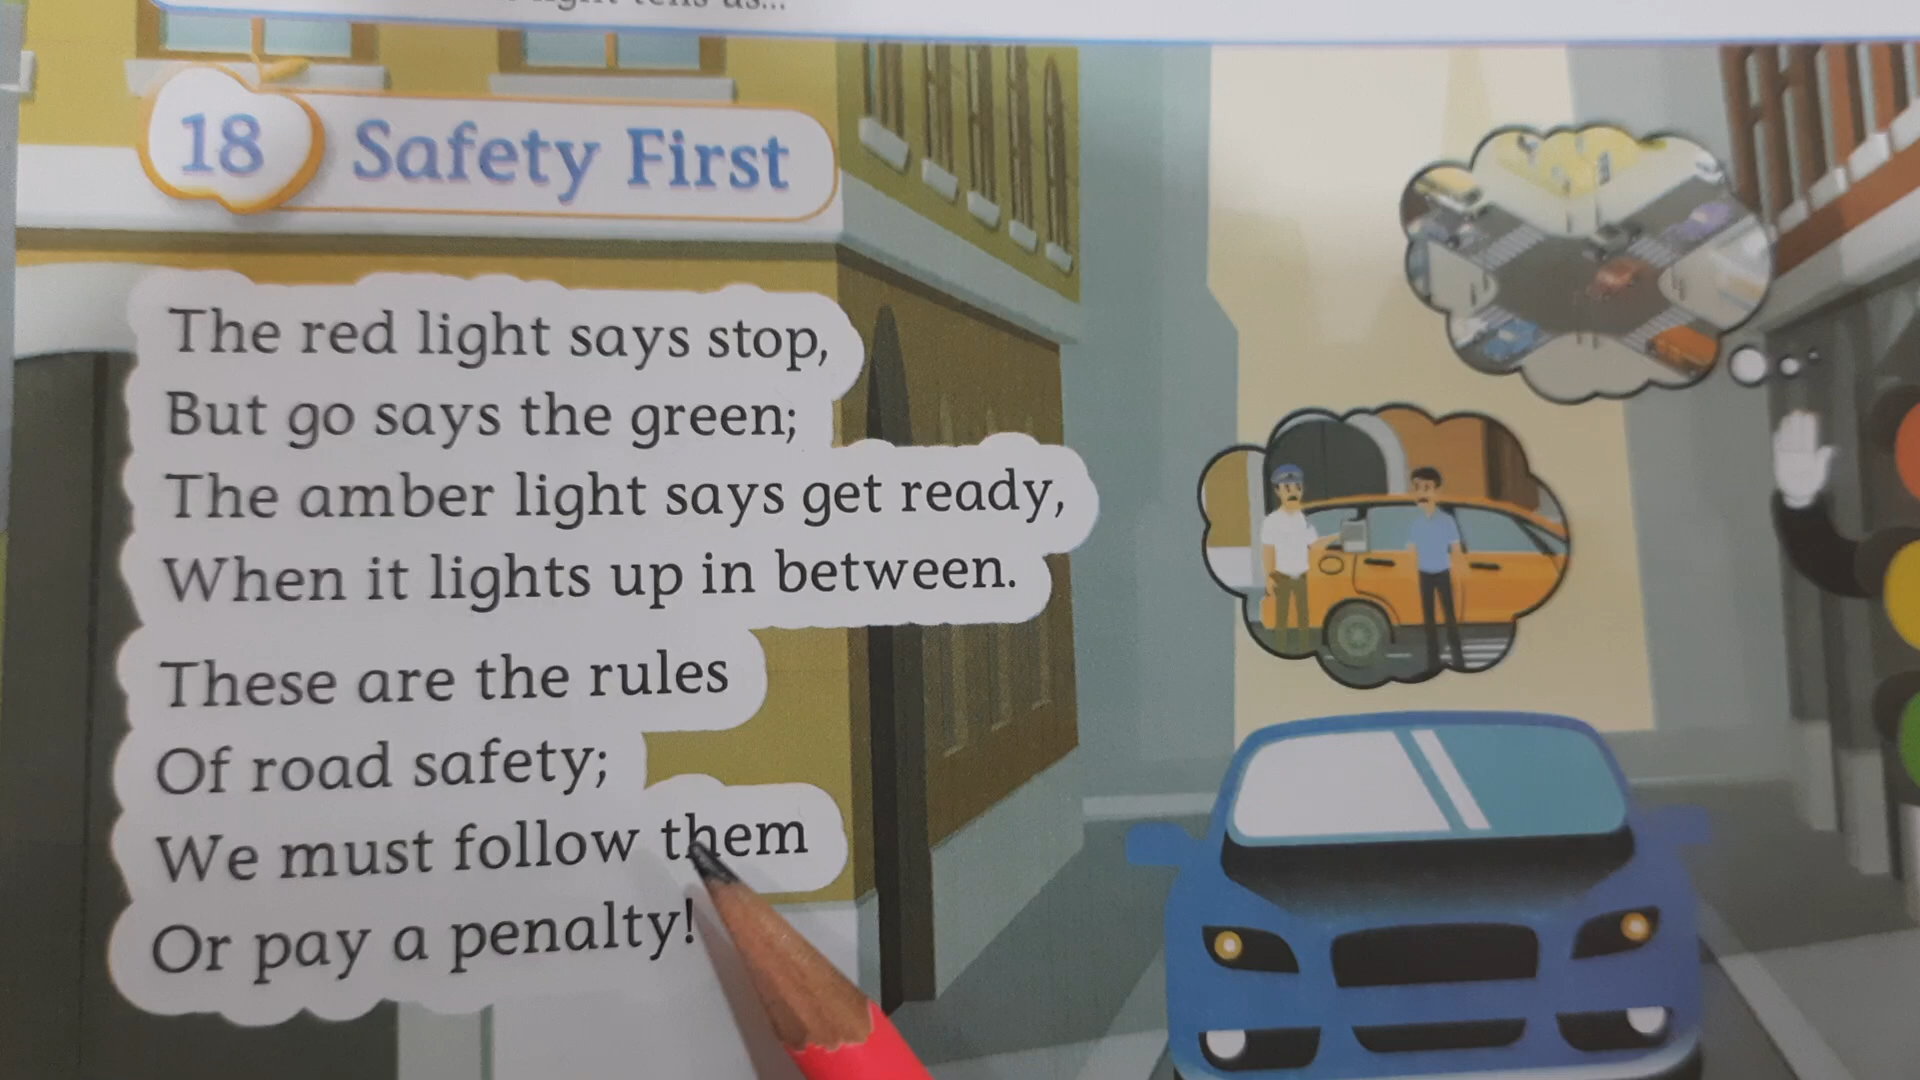 tells us...
18 Safety First
The red light says stop,
But go says the green;
The amber light says get ready,
When it lights up in between.
These are the rules
Of road safety;
We must follow them
Or pay a penalty!